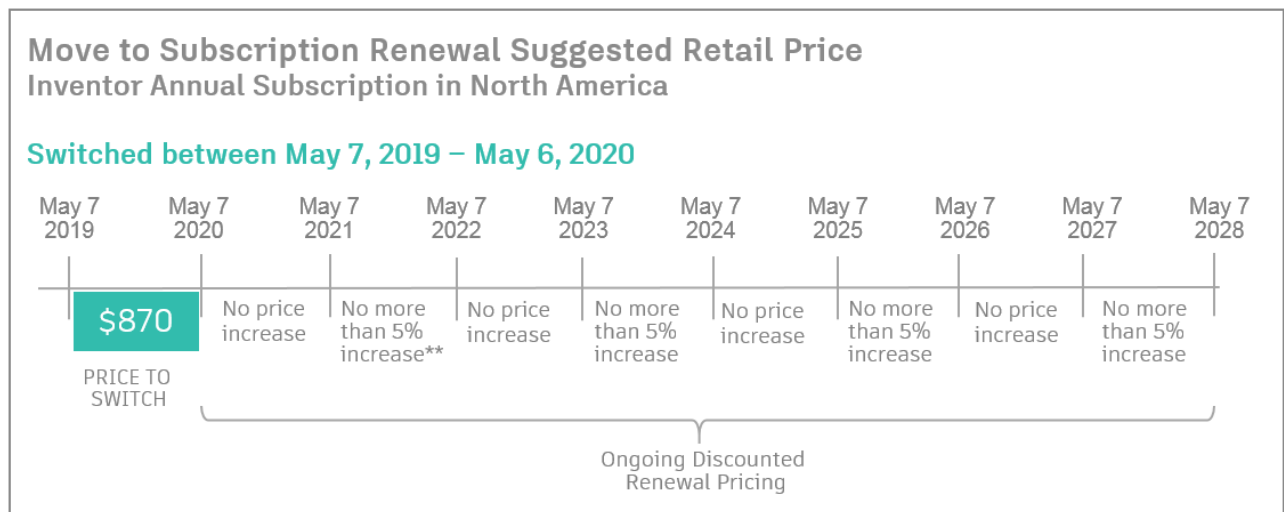 Move to Subscription Renewal Suggested Retail Price
Inventor Annual Subscription in North America
Switched between May 7, 2019 – May 6, 2020
May 7
2019
May 7
2020
May 7
2021
May 7
2022
May 7
2023
May 7
2024
May 7
2025
May 7
2026
May 7
2027
May 7
2028
$870
PRICE TO
SWITCH
No price
increase
No more
than 5%
increase**
No price
increase
No more
than 5%
increase
No price
increase
No more
than 5%
increase
No price
increase
No more
than 5%
increase
Ongoing Discounted
Renewal Pricing